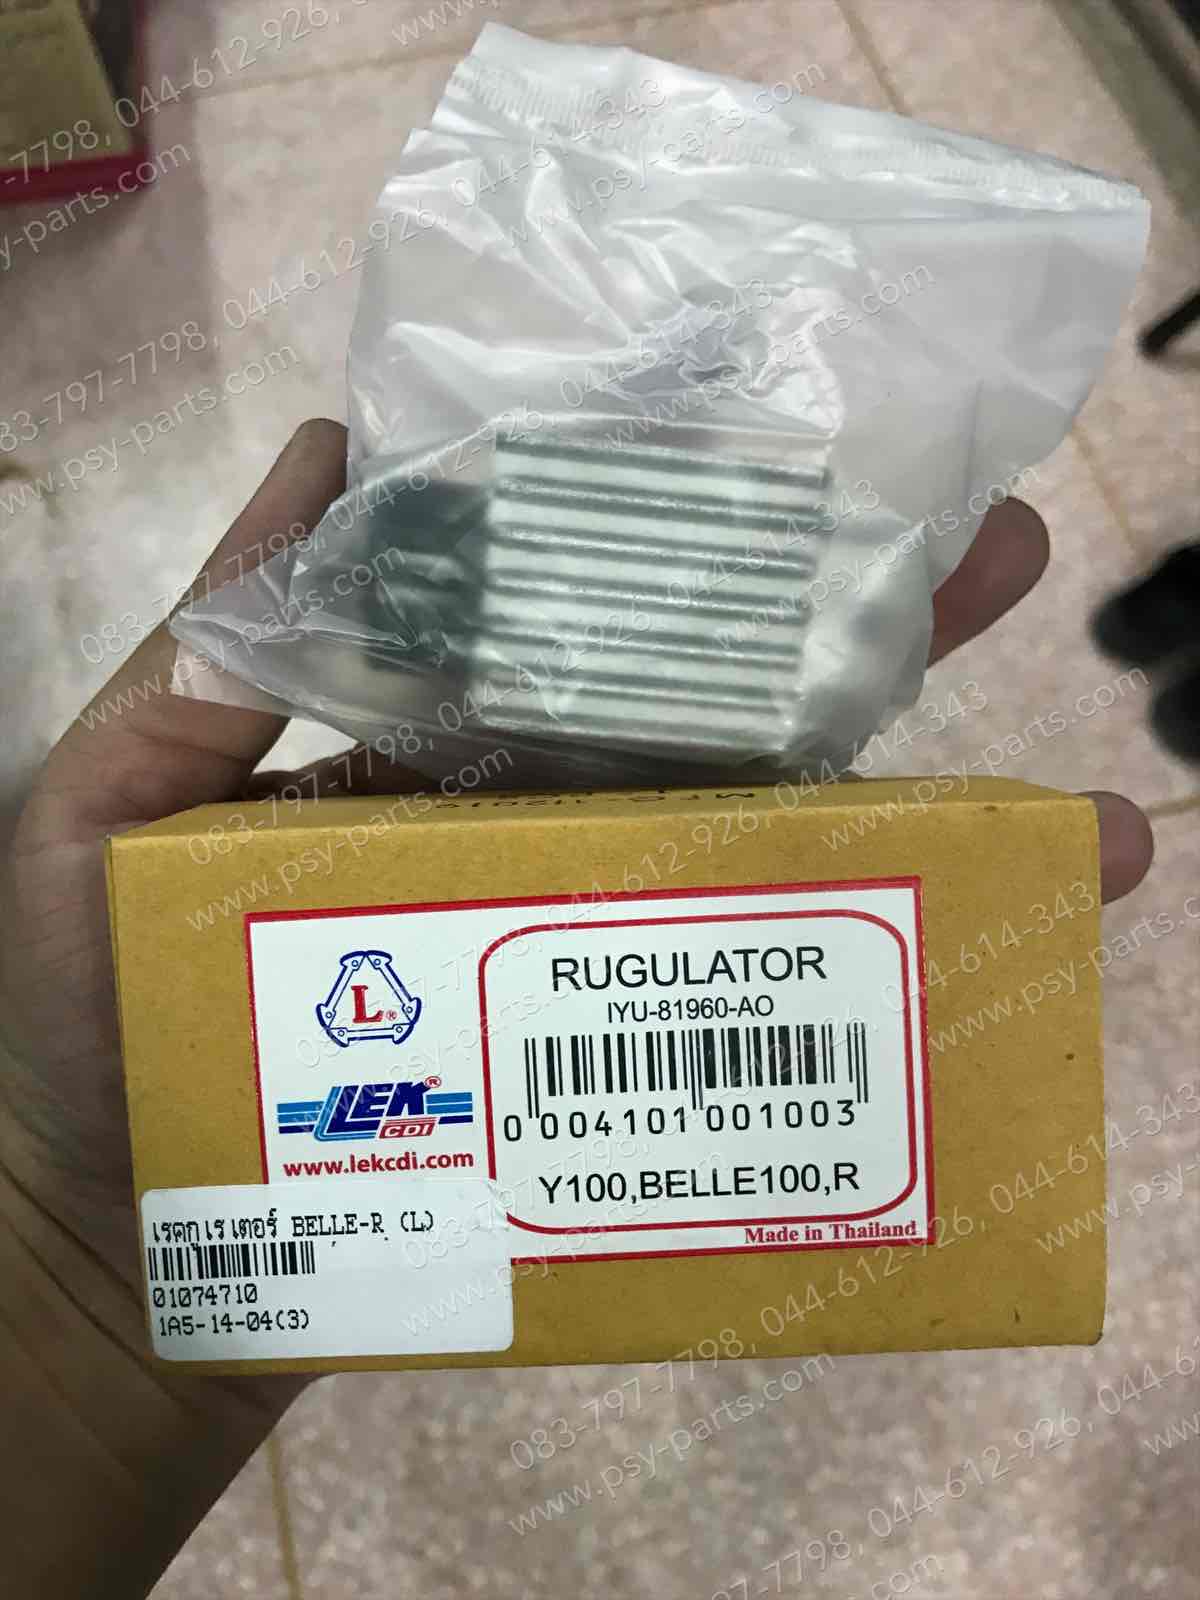 083-797-7798, 044-612-926, 044-614-343
www.psy-parts.com
L®
LEK®
CDI
www.lekcdi.com
RUGULATOR
IYU-81960-AO
0 004101 001003
Y100,BELLE100,R
Made in Thailand
เรคกูเรเตอร์ BELLE-R (L)
01074710
1A5-14-04(3)